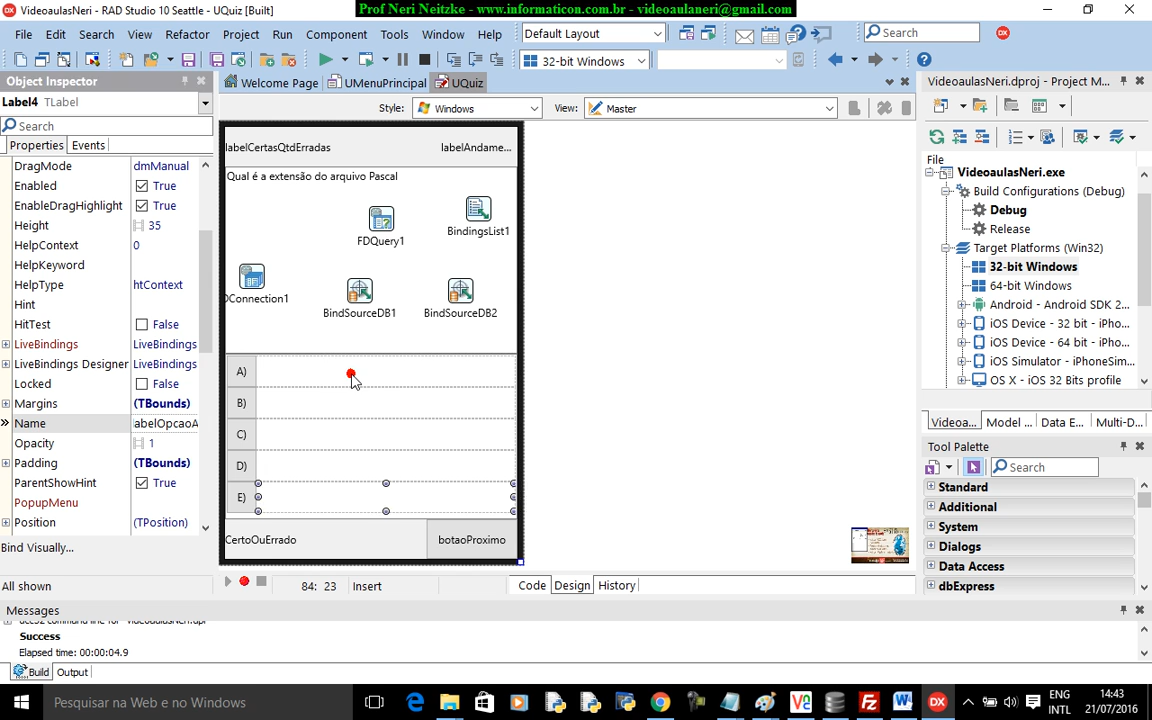 VideoaulasNeri - RAD Studio 10 Seattle - UQuiz [Built]
Prof Neri Neitzke - www.informaticon.com.br - videoaulaneri@gmail.com
File Edit Search View Refactor Project Run Component Tools Window Help
Default Layout
Search
32-bit Windows
Object Inspector
Label4 TLabel
Search
Properties Events
DragMode dmManual
Enabled True
EnableDragHighlight True
Height 35
HelpContext 0
HelpKeyword
HelpType htContext
Hint
HitTest False
LiveBindings LiveBindings
LiveBindings Designer LiveBindings
Locked False
Margins (TBounds)
Name abelOpcaoA
Opacity 1
Padding (TBounds)
ParentShowHint True
PopupMenu
Position (TPosition)
Bind Visually...
All shown
Welcome Page UMenuPrincipal UQuiz
Style: Windows View: Master
labelCertasQtdErradas labelAndame...
Qual é a extensão do arquivo Pascal
FDQuery1
BindingsList1
DConnection1
BindSourceDB1
BindSourceDB2
A)
B)
C)
D)
E)
CertoOuErrado botaoProximo
84: 23 Insert
Code Design History
VideoaulasNeri.dproj - Project M...
File
VideoaulasNeri.exe
Build Configurations (Debug)
Debug
Release
Target Platforms (Win32)
32-bit Windows
64-bit Windows
Android - Android SDK 2...
iOS Device - 32 bit - iPho...
iOS Device - 64 bit - iPho...
iOS Simulator - iPhoneSim...
OS X - iOS 32 Bits profile
Videoa... Model ... Data E... Multi-D...
Tool Palette
Search
Standard
Additional
System
Dialogs
Data Access
dbExpress
Messages
Success
Elapsed time: 00:00:04.9
Build Output
Pesquisar na Web e no Windows
ENG
INTL
14:43
21/07/2016